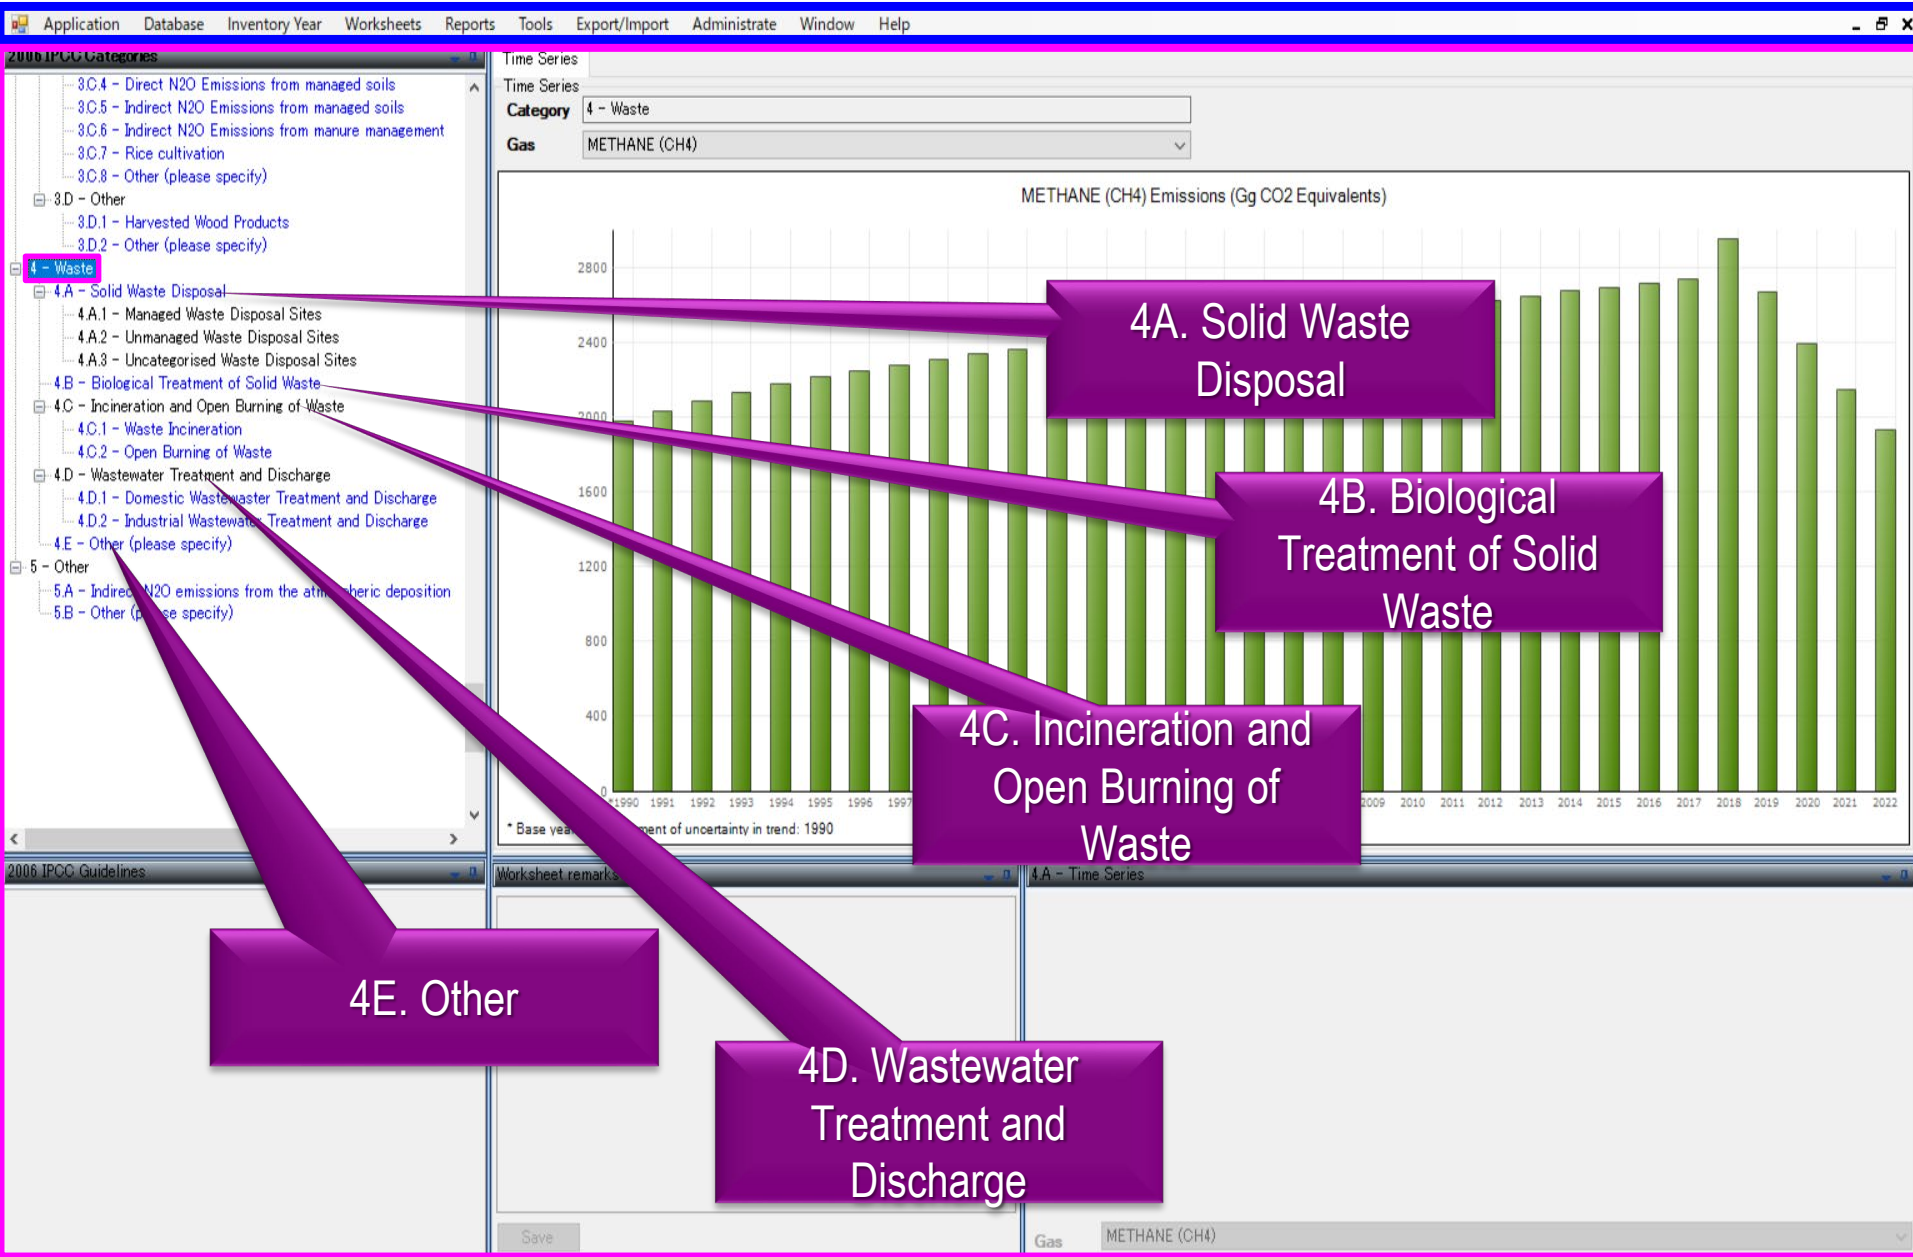 Application Database Inventory Year Worksheets Reports Tools Export/Import Administrate Window Help
2006 IPCC Categories
3.C.4 - Direct N2O Emissions from managed soils
3.C.5 - Indirect N2O Emissions from managed soils
3.C.6 - Indirect N2O Emissions from manure management
3.C.7 - Rice cultivation
3.C.8 - Other (please specify)
3.D - Other
3.D.1 - Harvested Wood Products
3.D.2 - Other (please specify)
4 - Waste
4.A - Solid Waste Disposal
4.A.1 - Managed Waste Disposal Sites
4.A.2 - Unmanaged Waste Disposal Sites
4.A.3 - Uncategorised Waste Disposal Sites
4.B - Biological Treatment of Solid Waste
4.C - Incineration and Open Burning of Waste
4.C.1 - Waste Incineration
4.C.2 - Open Burning of Waste
4.D - Wastewater Treatment and Discharge
4.D.1 - Domestic Wastewaster Treatment and Discharge
4.D.2 - Industrial Wastewater Treatment and Discharge
4.E - Other (please specify)
5 - Other
5.A - Indirect N2O emissions from the atmospheric deposition
5.B - Other (please specify)
Time Series
Time Series
Category 4 - Waste
Gas METHANE (CH4)
METHANE (CH4) Emissions (Gg CO2 Equivalents)
2800
2400
2000
1600
1200
800
400
0
*1990 1991 1992 1993 1994 1995 1996 1997 2009 2010 2011 2012 2013 2014 2015 2016 2017 2018 2019 2020 2021 2022
* Base year of uncertainty in trend: 1990
4A. Solid Waste
Disposal
4B. Biological
Treatment of Solid
Waste
4C. Incineration and
Open Burning of
Waste
4E. Other
4D. Wastewater
Treatment and
Discharge
2006 IPCC Guidelines
Worksheet remarks
4.A - Time Series
Save
Gas METHANE (CH4)